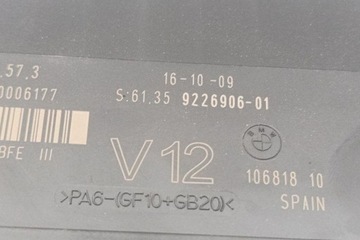 .57.3
16-10-09
0006177
S:61.35 9226906-01
BFE III
V12
BMW
106818 10
>PA6-(GF10+GB20)<
SPAIN